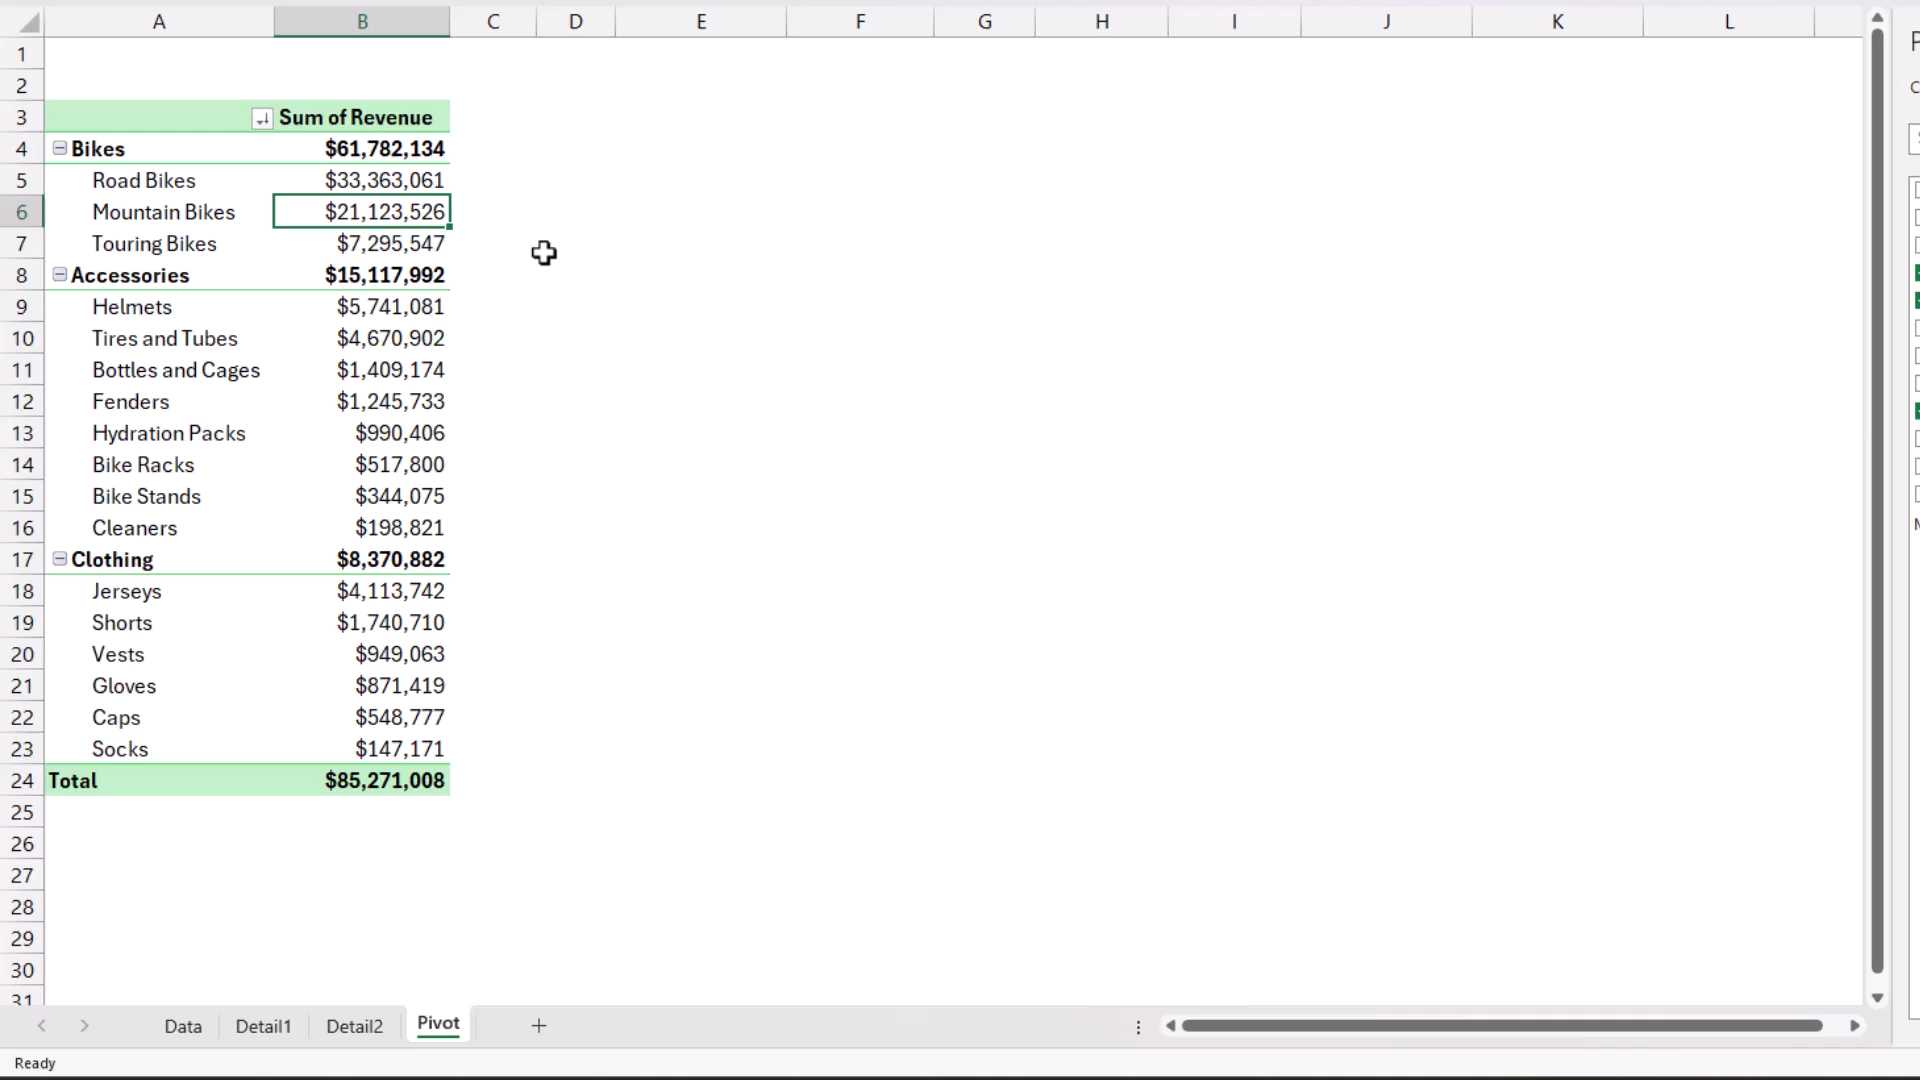 A B C D E F G H I J K L
1
2
3 Sum of Revenue
4 Bikes $61,782,134
5 Road Bikes $33,363,061
6 Mountain Bikes $21,123,526
7 Touring Bikes $7,295,547
8 Accessories $15,117,992
9 Helmets $5,741,081
10 Tires and Tubes $4,670,902
11 Bottles and Cages $1,409,174
12 Fenders $1,245,733
13 Hydration Packs $990,406
14 Bike Racks $517,800
15 Bike Stands $344,075
16 Cleaners $198,821
17 Clothing $8,370,882
18 Jerseys $4,113,742
19 Shorts $1,740,710
20 Vests $949,063
21 Gloves $871,419
22 Caps $548,777
23 Socks $147,171
24 Total $85,271,008
25
26
27
28
29
30
31
Data Detail1 Detail2 Pivot
Ready